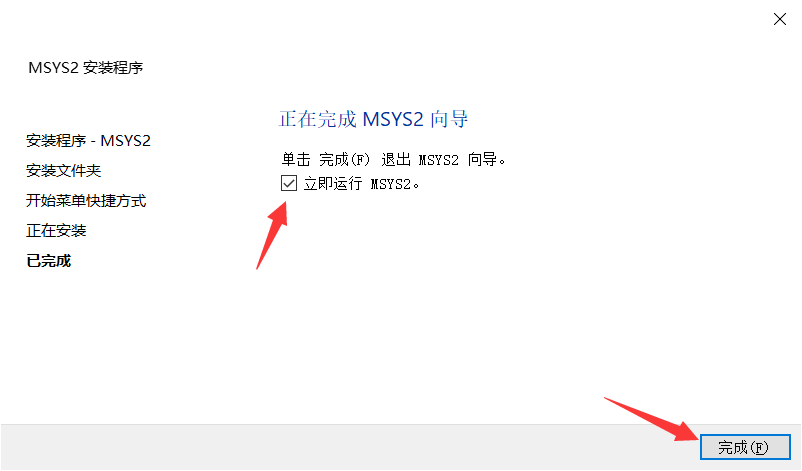 MSYS2 安装程序
安装程序 - MSYS2
安装文件夹
开始菜单快捷方式
正在安装
已完成
正在完成 MSYS2 向导
单击 完成(F) 退出 MSYS2 向导。
立即运行 MSYS2。
完成(F)